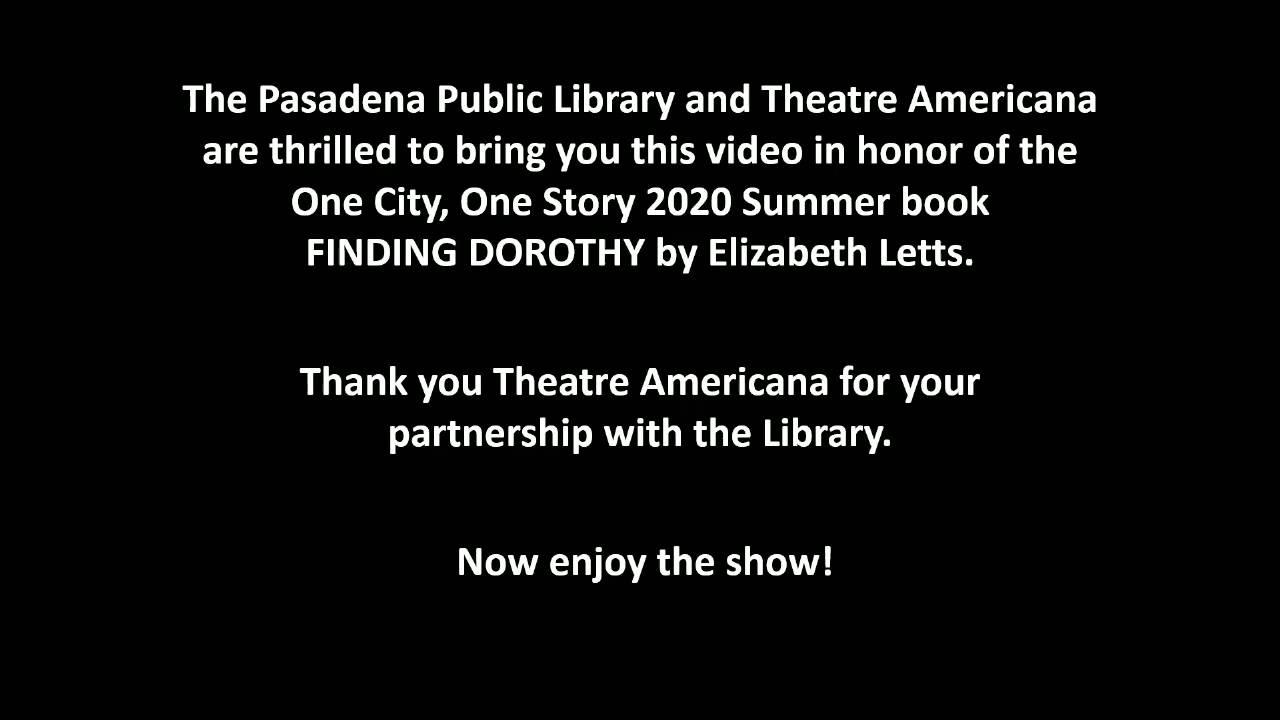 The Pasadena Public Library and Theatre Americana
are thrilled to bring you this video in honor of the
One City, One Story 2020 Summer book
FINDING DOROTHY by Elizabeth Letts.
Thank you Theatre Americana for your
partnership with the Library.
Now enjoy the show!